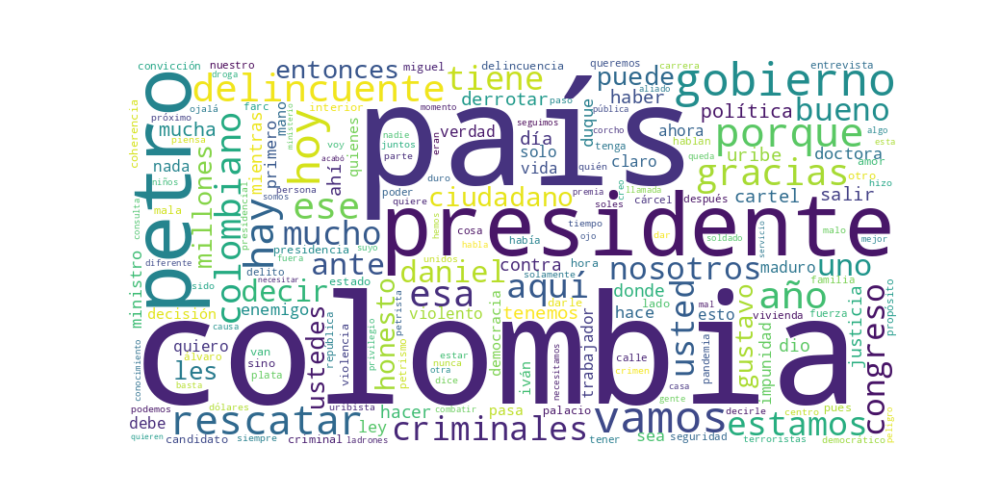 convicción nuestro
droga
ojalá
próximo
mucha
piensa
nada
coherencia
petro
delincuente
colombiano
millones
mientras
hay
primero
farc
mano
interior
hoy
ese
mucho
entonces
miguel
delincuencia
queremos
carrera
entrevista
tiene
puede
gobierno
derrotar
haber
aliado
momento
paso
pública
política
bueno
país
seguimos
corcho
hablan
algo
esta
nadie
eran
verdad
día
duque
ahora
porque
juntos
solo
tenga
uribe
doctora
quienes
ahí
voy
acabó
parte
vida
quién
claro
queda
amor
otro
ministerio
persona
duro
gracias
hizo
niños
somos
poder
quiere
ciudadano
premia
cárcel
después
cartel
salir
presidencial
consulta
mala
creo
llamada
soles
hemos
cosa
tiempo
dar
soldado
malo
mejor
presidente
presidencia
suyo
habla
había
ojo
servicio
diferente
fuera
unidos
hora
solamente
delito
necesitar
ante
daniel
contra
nosotros
maduro
uno
familia
ministro
sido
estado
aquí
donde
usted
mal
decisión
decir
esa
darle
lado
esto
vivienda
año
fuerza
propósito
enemigo
violento
tenemos
hace
gustavo
justicia
congreso
causa
ustedes
república
honesto
petrista
democracia
trabajador
pandemia
impunidad
dio
colombia
conocimiento
quiero
van
violencia
privilegio
petrismo
estar
iván
necesitamos
calle
les
álvaro
sino
nunca
otra
crimen
casa
plata
basta
dice
gente
podemos
uribista
dólares
combatir
pasa
palacio
decirle
centro
pues
peligro
debe
rescatar
ley
hacer
criminales
vamos
estamos
quieren
candidato
siempre
criminal
ladrones
tener
sea
seguridad
terroristas
democrático